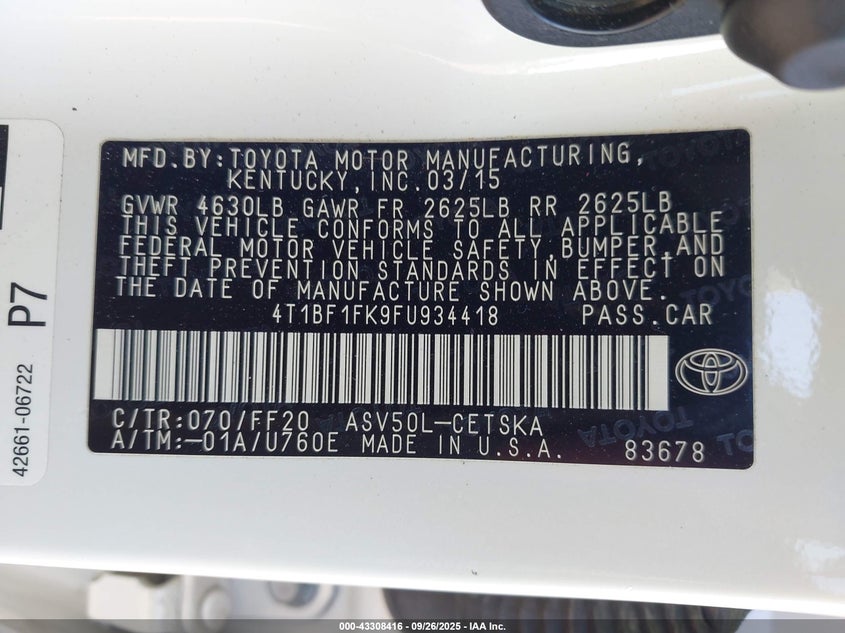 MFD.BY:TOYOTA MOTOR MANUFACTURING,
KENTUCKY,INC.03/15
GVWR 4630LB GAWR FR 2625LB RR 2625LB
THIS VEHICLE CONFORMS TO ALL APPLICABLE
FEDERAL MOTOR VEHICLE SAFETY,BUMPER,AND
THEFT PREVENTION STANDARDS IN EFFECT ON
THE DATE OF MANUFACTURE SHOWN ABOVE.
4T1BF1FK9FU934418 PASS.CAR
C/TR:070/FF20 ASV50L-CETSKA
A/TM:-01A/U760E MADE IN U.S.A. 83678
42661-06722 P7
000-43308416 - 09/26/2025 - IAA Inc.